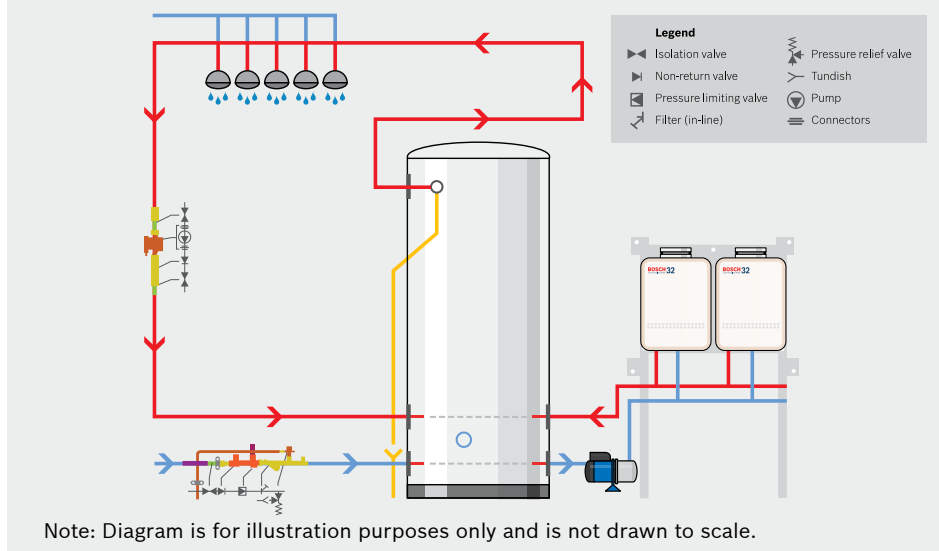 Legend
Isolation valve
Non-return valve
Pressure limiting valve
Filter (in-line)
Pressure relief valve
Tundish
Pump
Connectors
BOSCH 32
BOSCH 32
Note: Diagram is for illustration purposes only and is not drawn to scale.